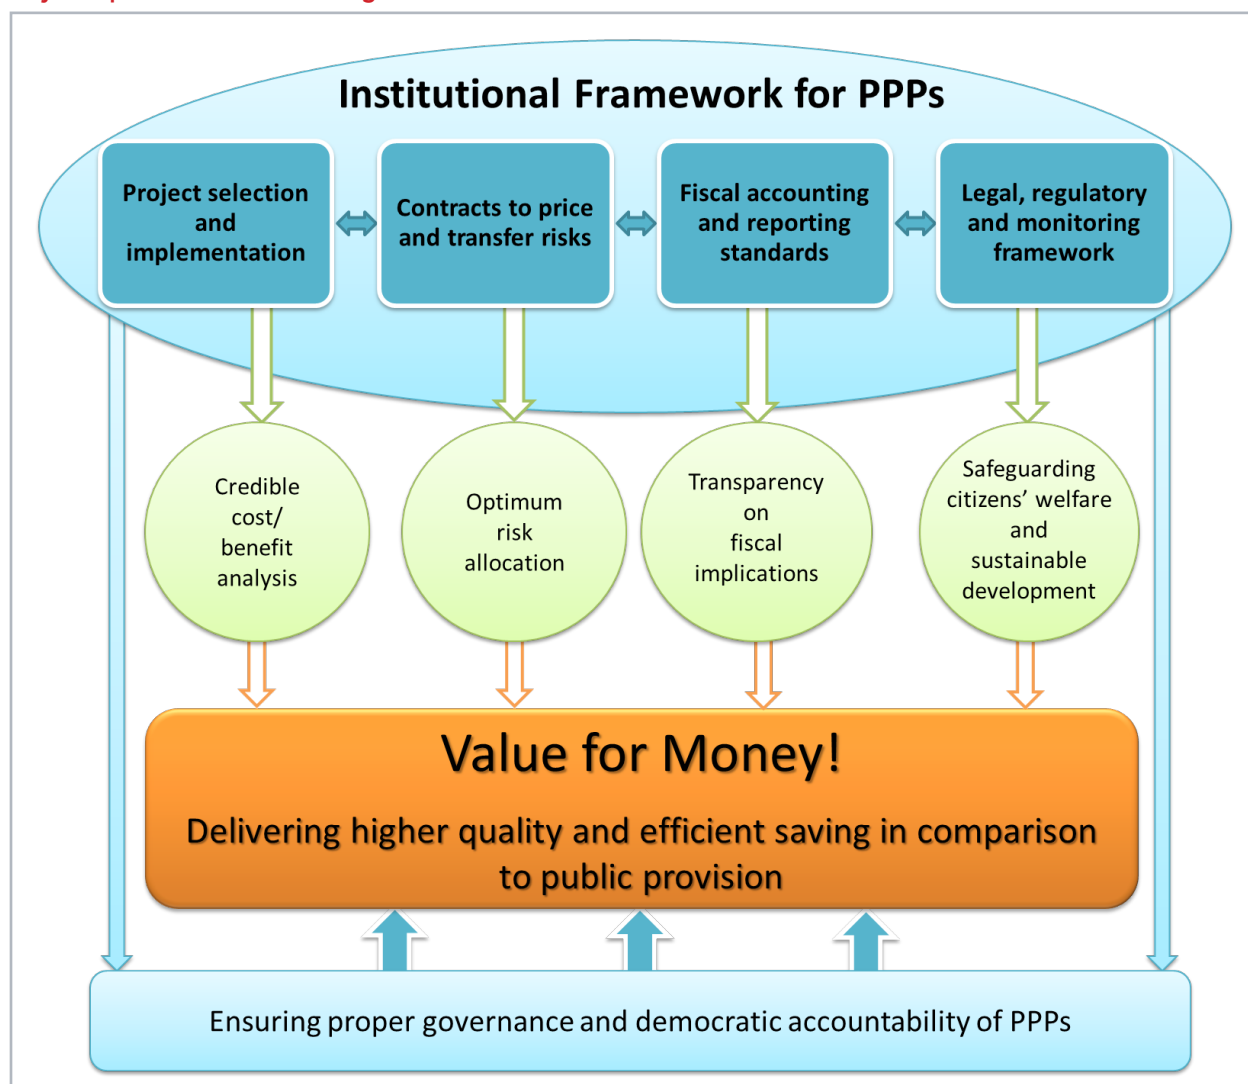 Institutional Framework for PPPs
Project selection
and
implementation
Contracts to price
and transfer risks
Fiscal accounting
and reporting
standards
Legal, regulatory
and monitoring
framework
Credible
cost/
benefit
analysis
Optimum
risk
allocation
Transparency
on
fiscal
implications
Safeguarding
citizens’ welfare
and
sustainable
development
Value for Money!
Delivering higher quality and efficient saving in comparison
to public provision
Ensuring proper governance and democratic accountability of PPPs